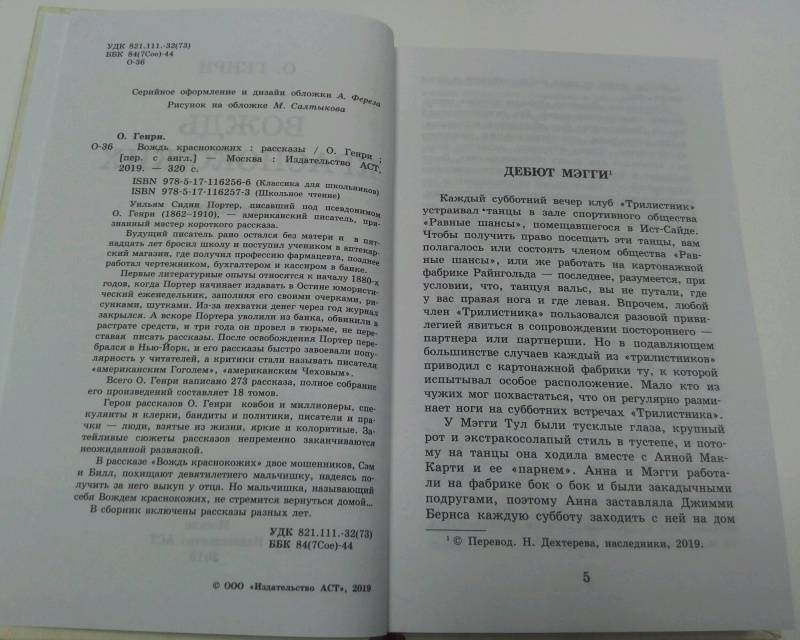 УДК 821.111.-32(73)
ББК 84(7Сое)-44
О-36
Серийное оформление и дизайн обложки А. Фереза
Рисунок на обложке М. Салтыкова
О. Генри.
О-36 Вождь краснокожих : рассказы / О. Генри ;
[пер. с англ.] — Москва : Издательство АСТ,
2019. — 320 с.
ISBN 978-5-17-116256-6 (Классика для школьников)
ISBN 978-5-17-116257-3 (Школьное чтение)
Уильям Сидни Портер, писавший под псевдонимом
О. Генри (1862–1910), — американский писатель, при-
знанный мастер короткого рассказа.
Будущий писатель рано остался без матери и в пят-
надцать лет бросил школу и поступил учеником в аптекар-
ский магазин, где получил профессию фармацевта, позднее
работал чертежником, бухгалтером и кассиром в банке.
Первые литературные опыты относятся к началу 1880-х
годов, когда Портер начинает издавать в Остине юмористи-
ческий еженедельник, заполняя его своими очерками, ри-
сунками, шутками. Из-за нехватки денег через год журнал
закрылся. А вскоре Портера уволили из банка, обвинили в
растрате средств, и три года он провел в тюрьме, не пере-
ставая писать рассказы. После освобождения Портер пере-
брался в Нью-Йорк, и его рассказы быстро завоевали попу-
лярность у читателей, а критики стали называть писателя
«американским Гоголем», «американским Чеховым».
Всего О. Генри написано 273 рассказа, полное собрание
его произведений составляет 18 томов.
Герои рассказов О. Генри ковбои и миллионеры, спе-
кулянты и клерки, бандиты и политики, писатели и пра-
чки — люди, взятые из жизни, яркие и колоритные. За-
тейливые сюжеты рассказов непременно заканчиваются
неожиданной развязкой.
В рассказе «Вождь краснокожих» двое мошенников, Сэм
и Билл, похищают девятилетнего мальчишку, надеясь по-
лучить за него выкуп у отца. Но мальчишка, называющий
себя Вождем краснокожих, не стремится вернуться домой...
В сборник включены рассказы разных лет.
УДК 821.111.-32(73)
ББК 84(7Сое)-44
© ООО «Издательство АСТ», 2019
ДЕБЮТ МЭГГИ¹
Каждый субботний вечер клуб «Трилистник»
устраивал танцы в зале спортивного общества
«Равные шансы», помещавшегося в Ист-Сайде.
Чтобы получить право посещать эти танцы, вам
полагалось или состоять членом общества «Рав-
ные шансы», или же работать на картонажной
фабрике Райнгольда — последнее, разумеется, при
условии, что, танцуя вальс, вы не путали, где
у вас правая нога и где левая. Впрочем, любой
член «Трилистника» пользовался разовой приви-
легией явиться в сопровождении постороннего —
партнера или партнерши. Но в подавляющем
большинстве случаев каждый из «трилистников»
приводил с картонажной фабрики ту, к которой
испытывал особое расположение. Мало кто из
чужих мог похвастаться, что он регулярно разми-
нает ноги на субботних встречах «Трилистника».
У Мэгги Тул были тусклые глаза, крупный
рот и экстракосолапый стиль в тустепе, и пото-
му на танцы она ходила вместе с Анной Мак-
Карти и ее «парнем». Анна и Мэгги работа-
ли на фабрике бок о бок и были закадычными
подругами, поэтому Анна заставляла Джимми
Бернса каждую субботу заходить с ней на дом
¹ © Перевод. Н. Дехтерева, наследники, 2019.
5